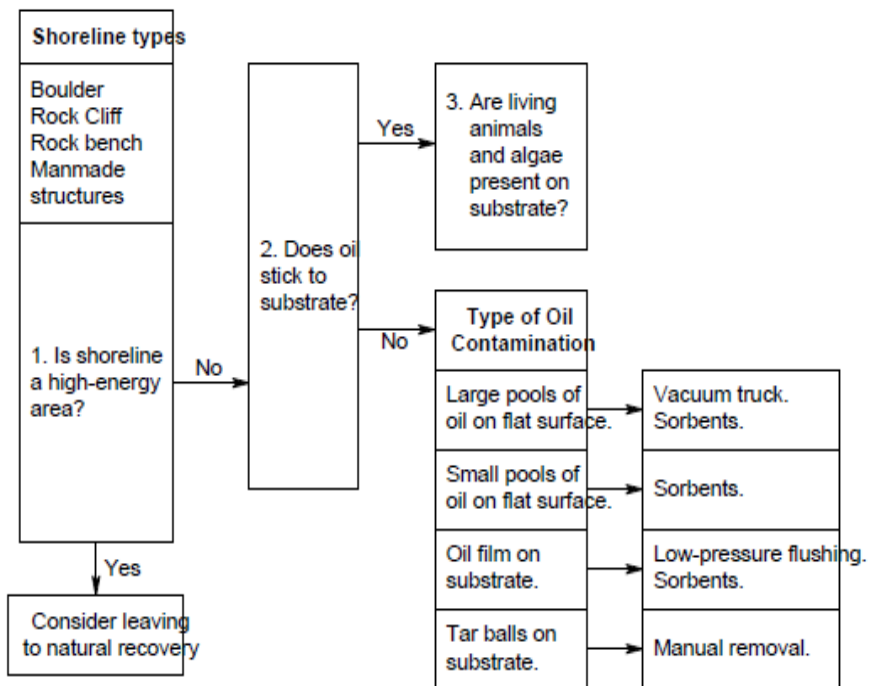 Shoreline types
Boulder
Rock Cliff
Rock bench
Manmade
structures
1. Is shoreline
a high-energy
area?
Yes
Consider leaving
to natural recovery
No
2. Does oil
stick to
substrate?
Yes
3. Are living
animals
and algae
present on
substrate?
No
Type of Oil
Contamination
Large pools of
oil on flat surface.
Vacuum truck.
Sorbents.
Small pools of
oil on flat surface.
Sorbents.
Oil film on
substrate.
Low-pressure flushing.
Sorbents.
Tar balls on
substrate.
Manual removal.